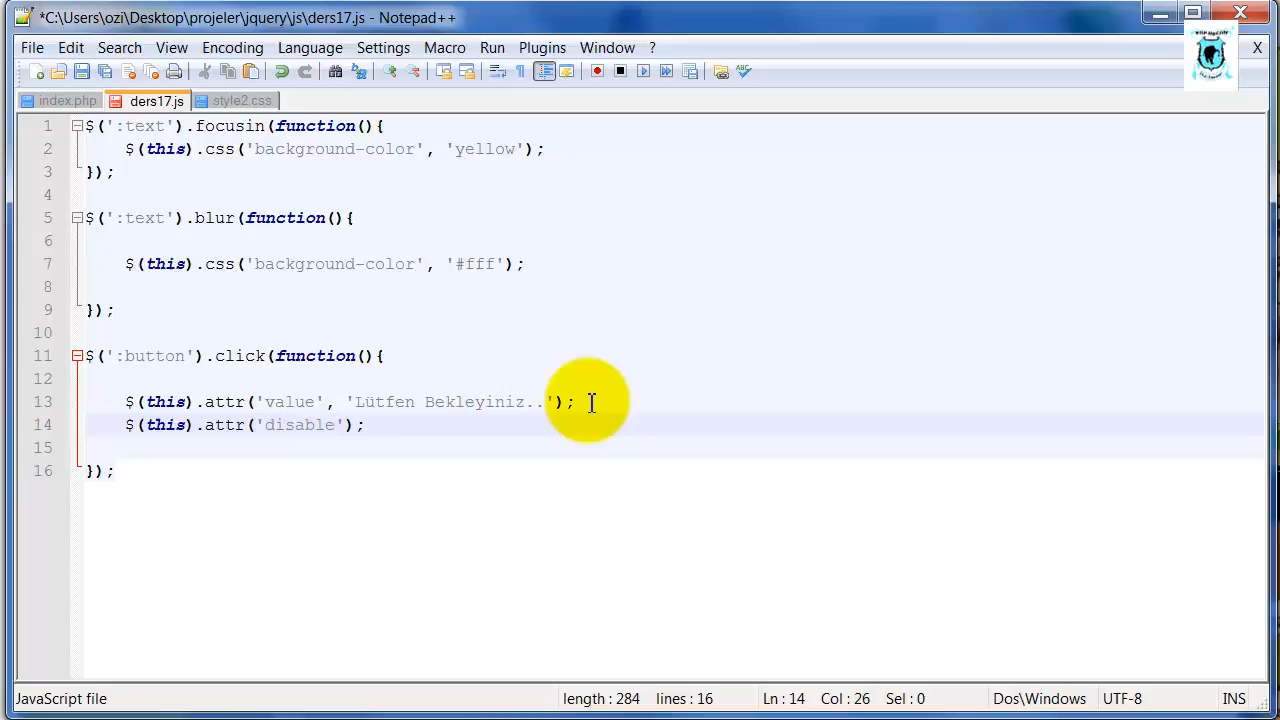 *C:\Users\ozi\Desktop\projeler\jquery\js\ders17.js - Notepad++
File Edit Search View Encoding Language Settings Macro Run Plugins Window ? X
index.php ders17.js style2.css
1 $(':text').focusin(function(){
2 $(this).css('background-color', 'yellow');
3 });
4
5 $(':text').blur(function(){
6
7 $(this).css('background-color', '#fff');
8
9 });
10
11 $(':button').click(function(){
12
13 $(this).attr('value', 'Lütfen Bekleyiniz..');
14 $(this).attr('disable');
15
16 });
JavaScript file length : 284 lines : 16 Ln : 14 Col : 26 Sel : 0 Dos\Windows UTF-8 INS